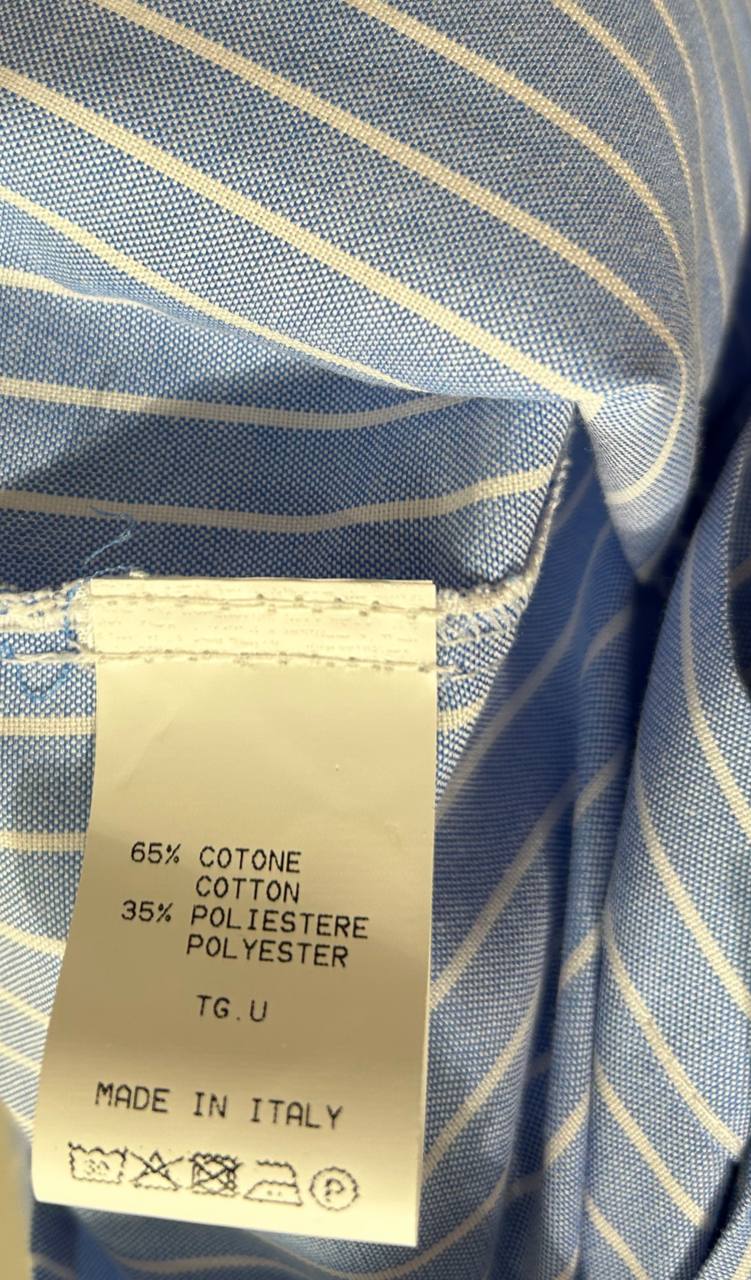 65% COTONE
COTTON
35% POLIESTERE
POLYESTER
TG.U
MADE IN ITALY
30 P